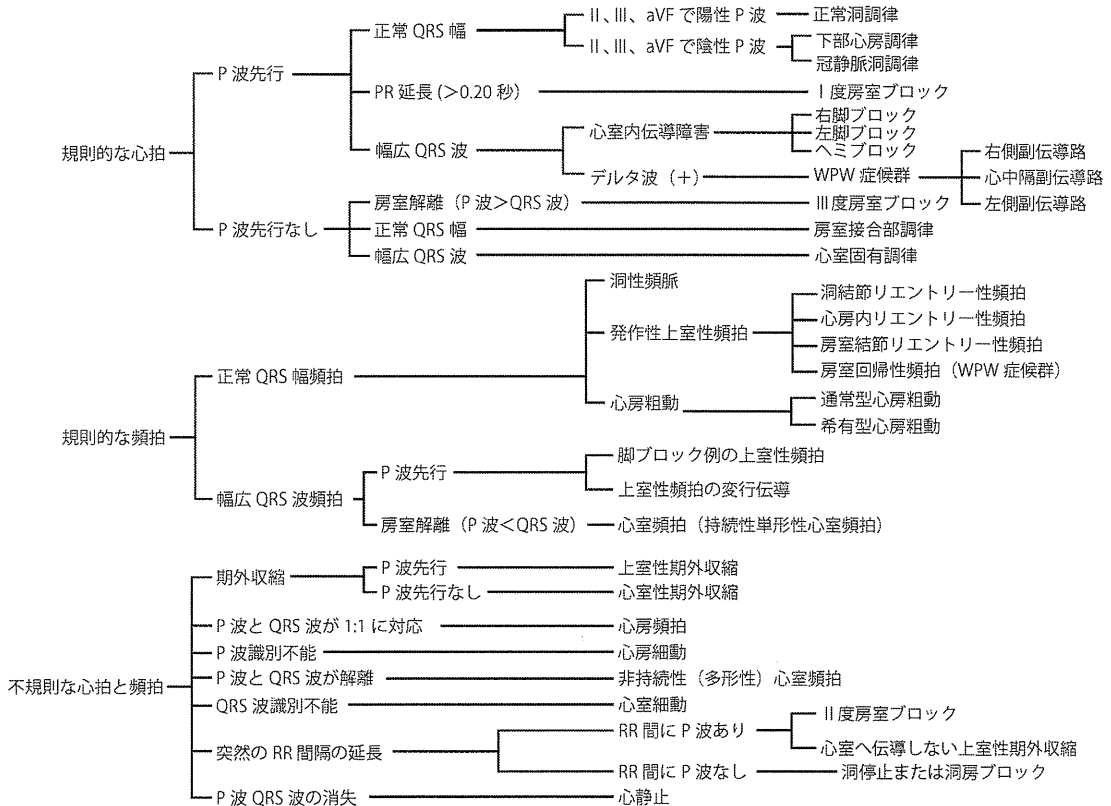 規則的な心拍
P 波先行
正常 QRS 幅
Ⅱ、Ⅲ、aVF で陽性 P 波
正常洞調律
Ⅱ、Ⅲ、aVF で陰性 P 波
下部心房調律
冠静脈洞調律
PR 延長 (>0.20 秒)
Ⅰ度房室ブロック
幅広 QRS 波
心室内伝導障害
右脚ブロック
左脚ブロック
ヘミブロック
デルタ波（＋）
WPW 症候群
右側副伝導路
心中隔副伝導路
左側副伝導路
P 波先行なし
房室解離（P 波＞QRS 波）
Ⅲ度房室ブロック
正常 QRS 幅
房室接合部調律
幅広 QRS 波
心室固有調律
規則的な頻拍
正常 QRS 幅頻拍
洞性頻脈
発作性上室性頻拍
洞結節リエントリー性頻拍
心房内リエントリー性頻拍
房室結節リエントリー性頻拍
房室回帰性頻拍（WPW 症候群）
心房粗動
通常型心房粗動
希有型心房粗動
幅広 QRS 波頻拍
P 波先行
脚ブロック例の上室性頻拍
上室性頻拍の変行伝導
房室解離（P 波＜QRS 波）
心室頻拍（持続性単形性心室頻拍）
不規則な心拍と頻拍
期外収縮
P 波先行
上室性期外収縮
P 波先行なし
心室性期外収縮
P 波と QRS 波が 1:1 に対応
心房頻拍
P 波識別不能
心房細動
P 波と QRS 波が解離
非持続性（多形性）心室頻拍
QRS 波識別不能
心室細動
突然の RR 間隔の延長
RR 間に P 波あり
Ⅱ度房室ブロック
心室へ伝導しない上室性期外収縮
RR 間に P 波なし
洞停止または洞房ブロック
P 波 QRS 波の消失
心静止